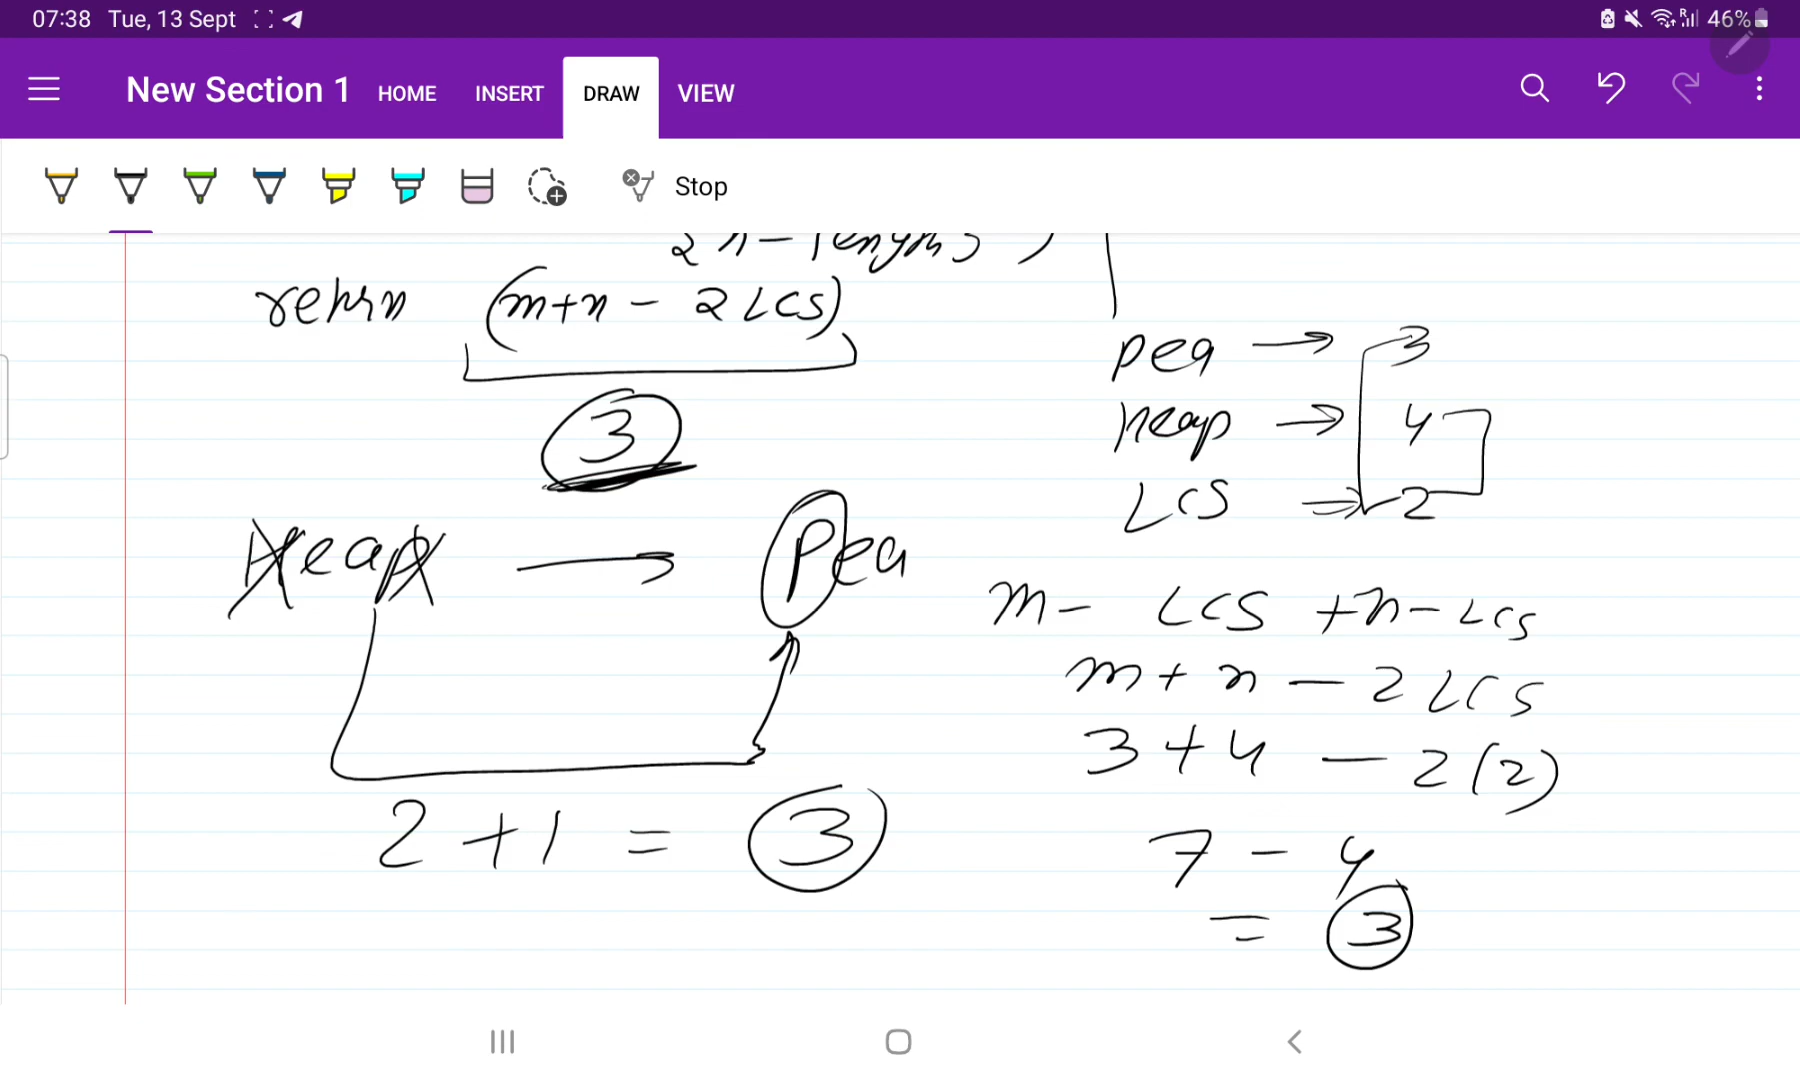 07:38 Tue, 13 Sept 46%
New Section 1 HOME INSERT DRAW VIEW
Stop
2 n - length
return (m+n - 2 LCS)
3
pea → 3
heap → 4
LCS ⇒ 2
Heap → Pea
m - LCS + n - LCS
m + n - 2 LCS
3 + 4 - 2 (2)
2 + 1 = 3
7 - 4
= 3